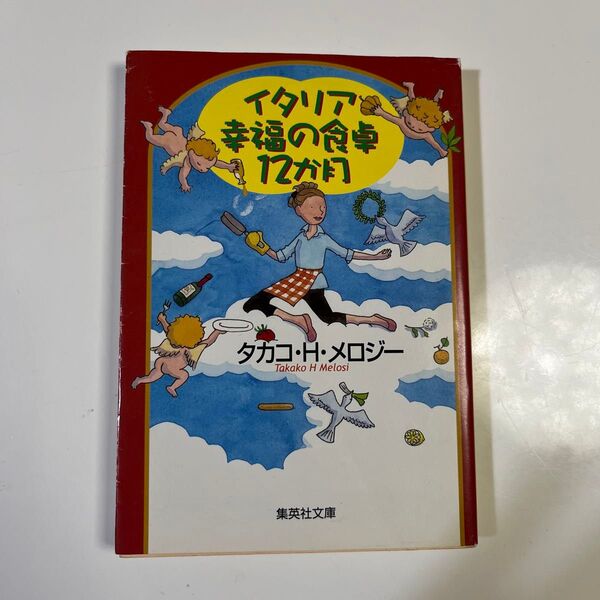 イタリア
幸福の食卓
12か月
タカコ・H・メロジー
Takako H Melosi
集英社文庫